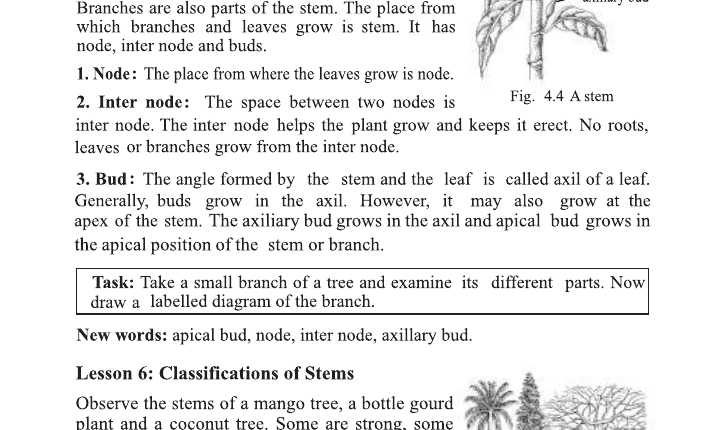 Branches are also parts of the stem. The place from
which branches and leaves grow is stem. It has
node, inter node and buds.
1. Node: The place from where the leaves grow is node.
Fig. 4.4 A stem
2. Inter node: The space between two nodes is
inter node. The inter node helps the plant grow and keeps it erect. No roots,
leaves or branches grow from the inter node.
3. Bud: The angle formed by the stem and the leaf is called axil of a leaf.
Generally, buds grow in the axil. However, it may also grow at the
apex of the stem. The axiliary bud grows in the axil and apical bud grows in
the apical position of the stem or branch.
Task: Take a small branch of a tree and examine its different parts. Now
draw a labelled diagram of the branch.
New words: apical bud, node, inter node, axillary bud.
Lesson 6: Classifications of Stems
Observe the stems of a mango tree, a bottle gourd
plant and a coconut tree. Some are strong, some